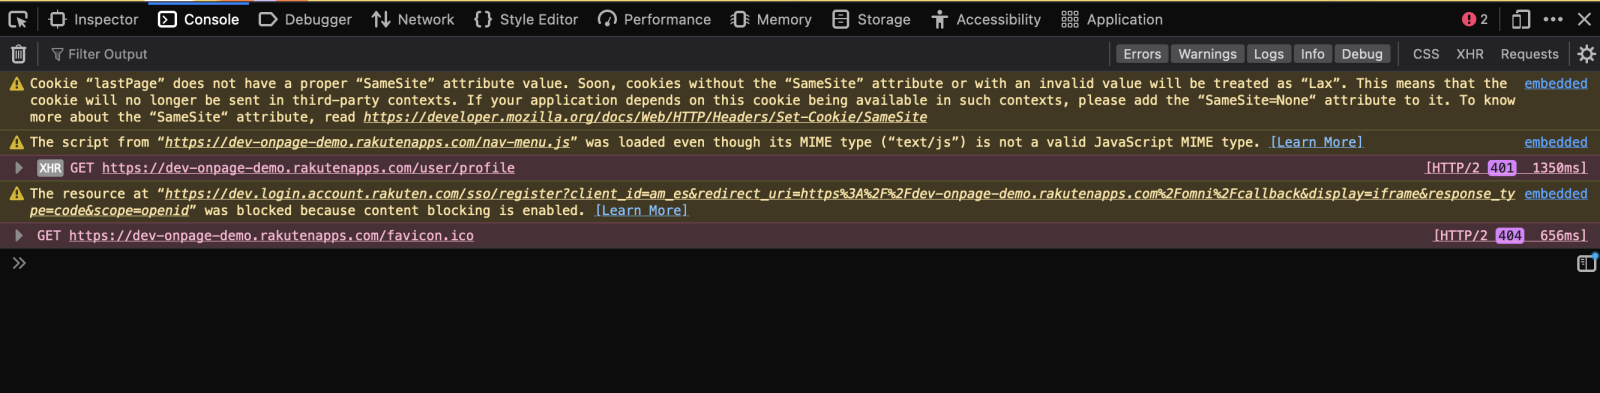 Inspector Console Debugger Network Style Editor Performance Memory Storage Accessibility Application 2
Filter Output Errors Warnings Logs Info Debug CSS XHR Requests
Cookie “lastPage” does not have a proper “SameSite” attribute value. Soon, cookies without the “SameSite” attribute or with an invalid value will be treated as “Lax”. This means that the embedded
cookie will no longer be sent in third-party contexts. If your application depends on this cookie being available in such contexts, please add the “SameSite=None“ attribute to it. To know
more about the “SameSite“ attribute, read https://developer.mozilla.org/docs/Web/HTTP/Headers/Set-Cookie/SameSite
The script from “https://dev-onpage-demo.rakutenapps.com/nav-menu.js” was loaded even though its MIME type (“text/js”) is not a valid JavaScript MIME type. [Learn More] embedded
XHR GET https://dev-onpage-demo.rakutenapps.com/user/profile [HTTP/2 401 1350ms]
The resource at “https://dev.login.account.rakuten.com/sso/register?client_id=am_es&redirect_uri=https%3A%2F%2Fdev-onpage-demo.rakutenapps.com%2Fomni%2Fcallback&display=iframe&response_ty embedded
pe=code&scope=openid” was blocked because content blocking is enabled. [Learn More]
GET https://dev-onpage-demo.rakutenapps.com/favicon.ico [HTTP/2 404 656ms]